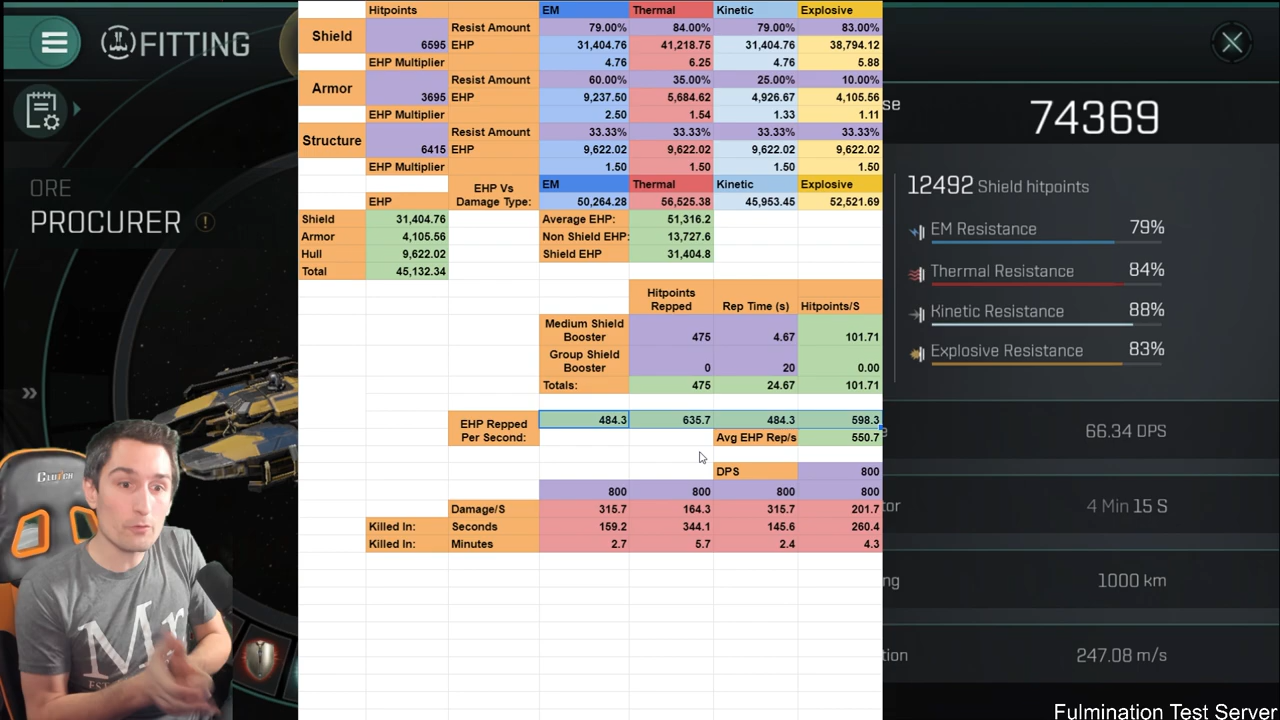 FITTING
ORE
PROCURER
Hitpoints EM Thermal Kinetic Explosive
Shield Resist Amount 79.00% 84.00% 79.00% 83.00%
6595 EHP 31,404.76 41,218.75 31,404.76 38,794.12
EHP Multiplier 4.76 6.25 4.76 5.88
Armor Resist Amount 60.00% 35.00% 25.00% 10.00%
3695 EHP 9,237.50 5,684.62 4,926.67 4,105.56
EHP Multiplier 2.50 1.54 1.33 1.11
Structure Resist Amount 33.33% 33.33% 33.33% 33.33%
6415 EHP 9,622.02 9,622.02 9,622.02 9,622.02
EHP Multiplier 1.50 1.50 1.50 1.50
EHP Vs EM Thermal Kinetic Explosive
EHP Damage Type: 50,264.28 56,525.38 45,953.45 52,521.69
Shield 31,404.76 Average EHP: 51,316.2
Armor 4,105.56 Non Shield EHP: 13,727.6
Hull 9,622.02 Shield EHP 31,404.8
Total 45,132.34
Hitpoints
Repped Rep Time (s) Hitpoints/S
Medium Shield
Booster 475 4.67 101.71
Group Shield
Booster 0 20 0.00
Totals: 475 24.67 101.71
EHP Repped
Per Second: 484.3 635.7 484.3 598.3
Avg EHP Rep/s 550.7
DPS 800
800 800 800 800
Damage/S 315.7 164.3 315.7 201.7
Killed In: Seconds 159.2 344.1 145.6 260.4
Killed In: Minutes 2.7 5.7 2.4 4.3
se 74369
12492 Shield hitpoints
EM Resistance 79%
Thermal Resistance 84%
Kinetic Resistance 88%
Explosive Resistance 83%
66.34 DPS
tor 4 Min 15 S
ng 1000 km
tion 247.08 m/s
CLUTCH
Mr
Fulmination Test Server